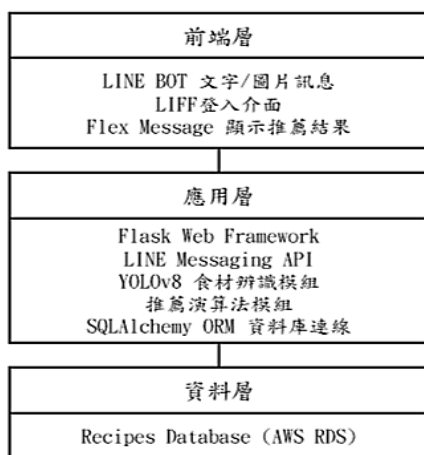 前端層
LINE BOT 文字/圖片訊息
LIFF登入介面
Flex Message 顯示推薦結果
應用層
Flask Web Framework
LINE Messaging API
YOLOv8 食材辨識模組
推薦演算法模組
SQLAlchemy ORM 資料庫連線
資料層
Recipes Database (AWS RDS)